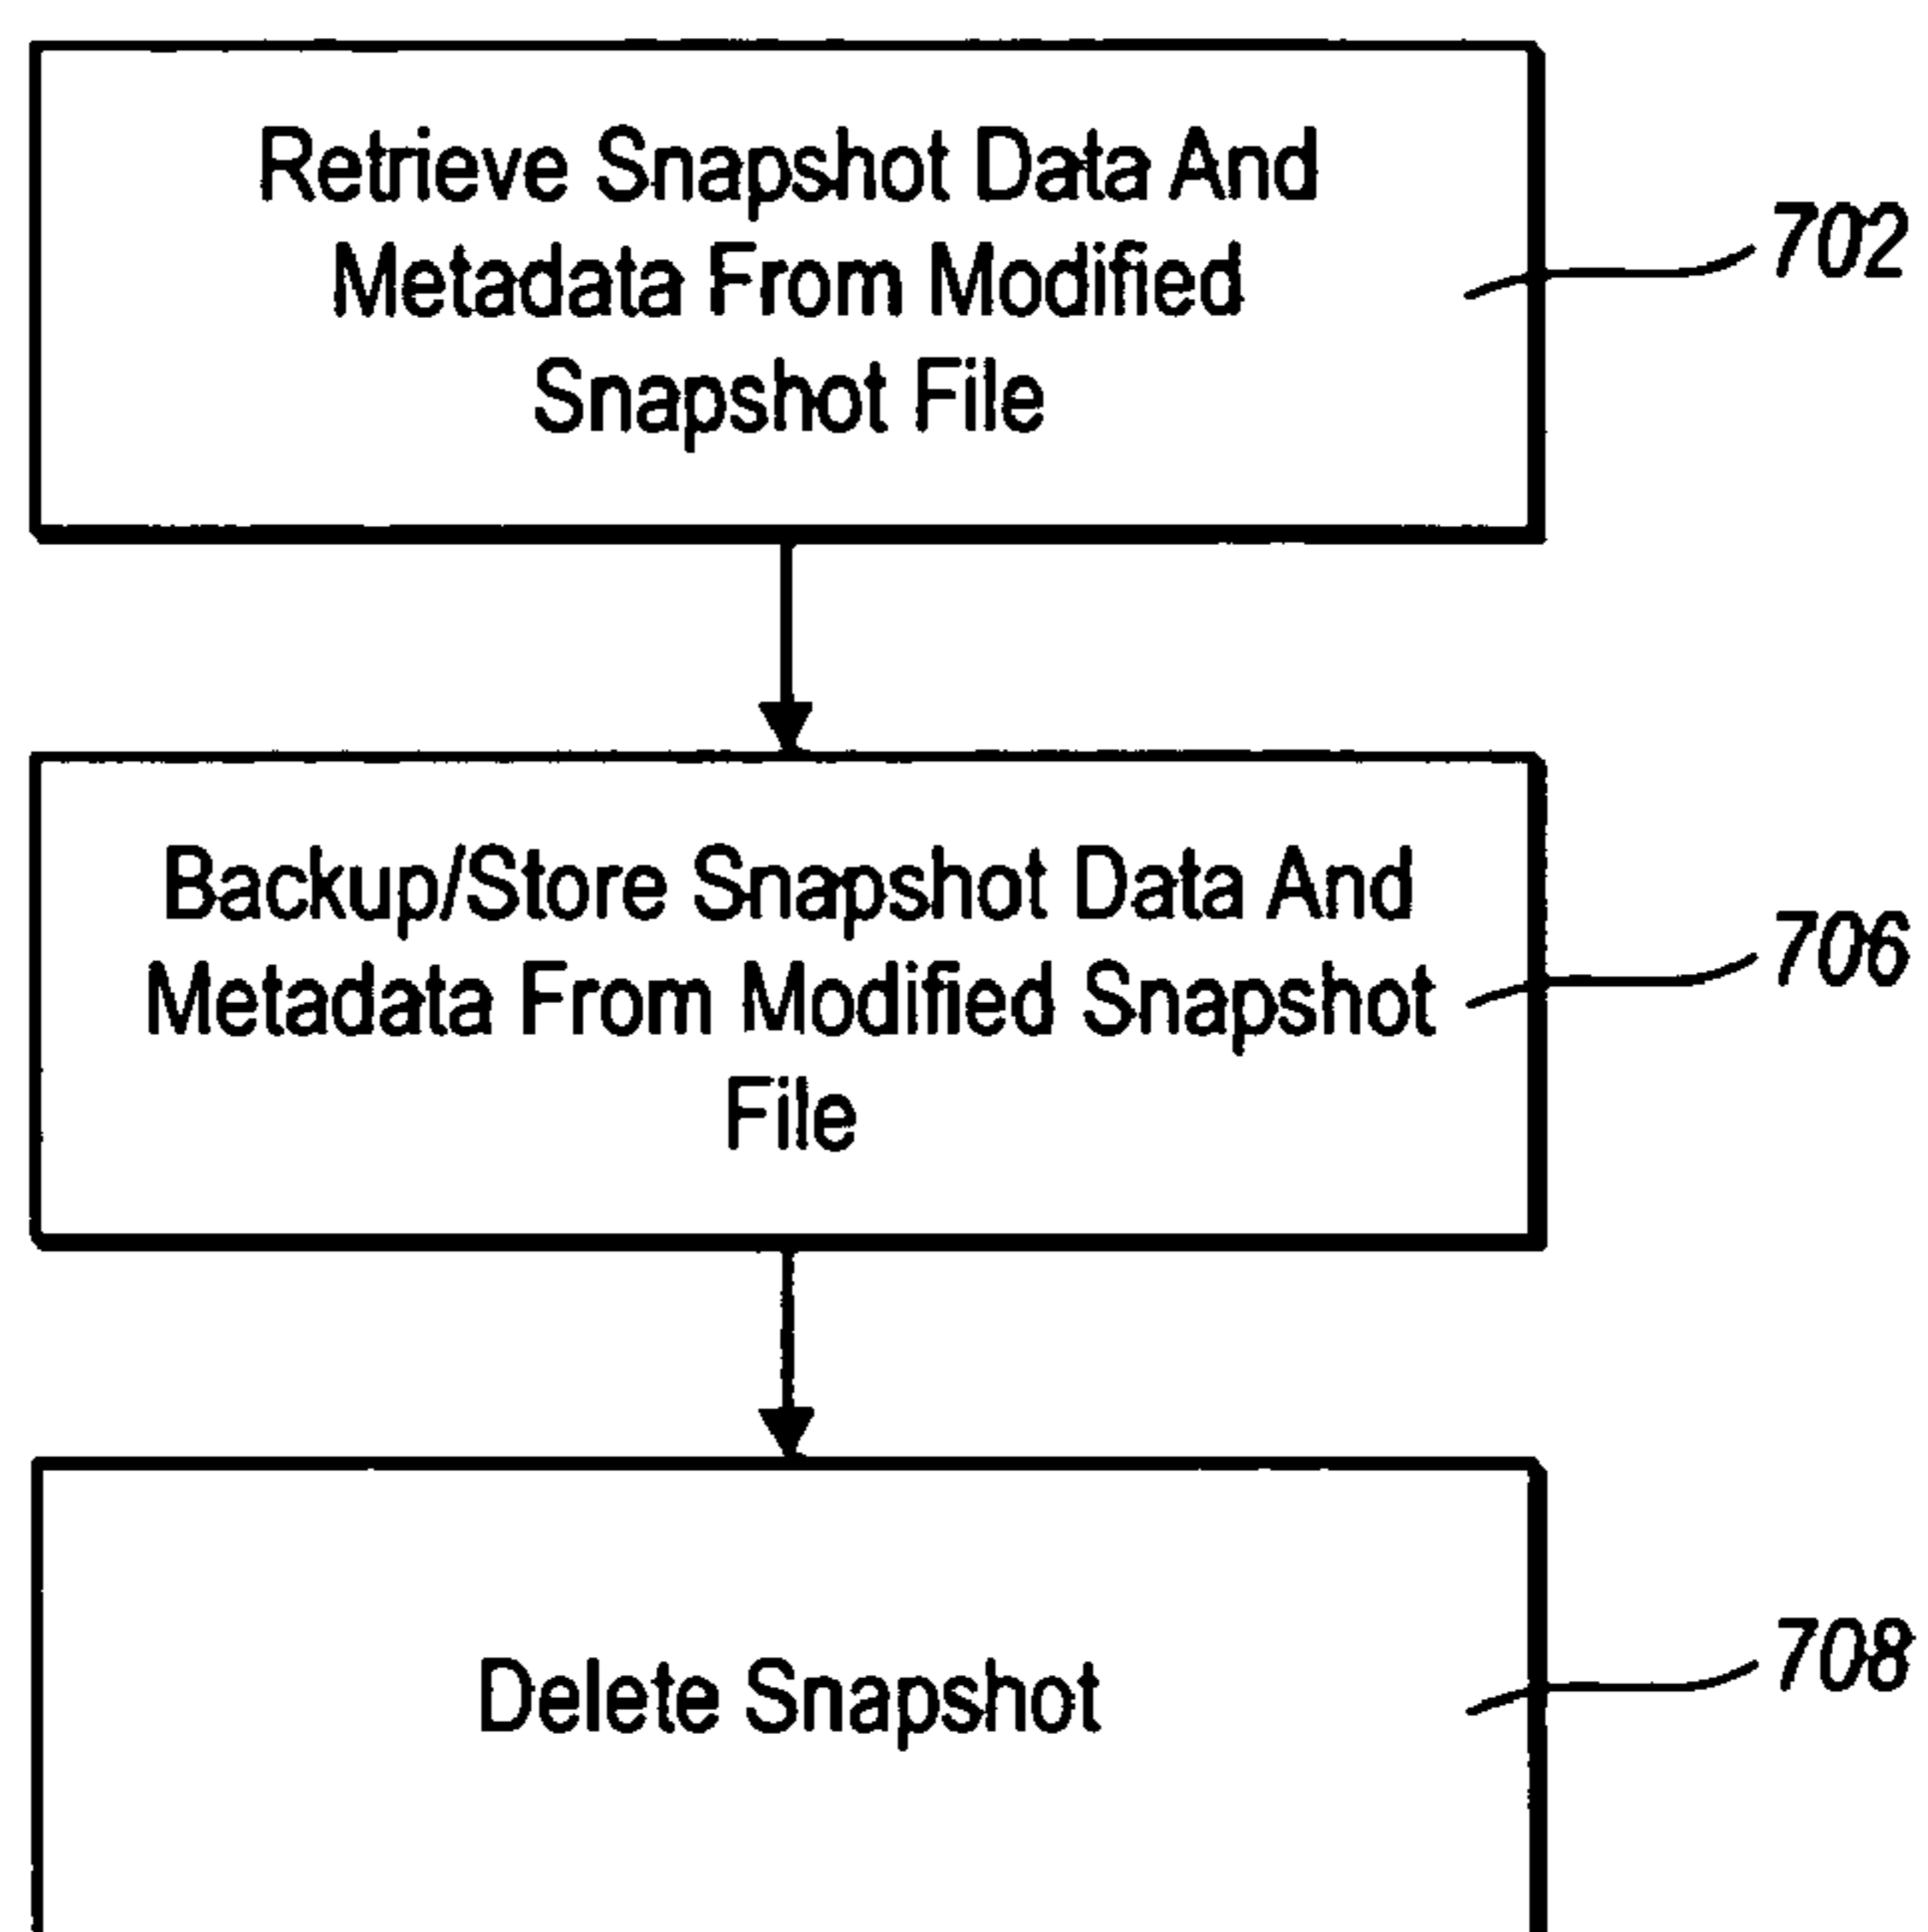 Retrieve Snapshot Data And
Metadata From Modified
Snapshot File
702
Backup/Store Snapshot Data And
Metadata From Modified Snapshot
File
706
Delete Snapshot
708